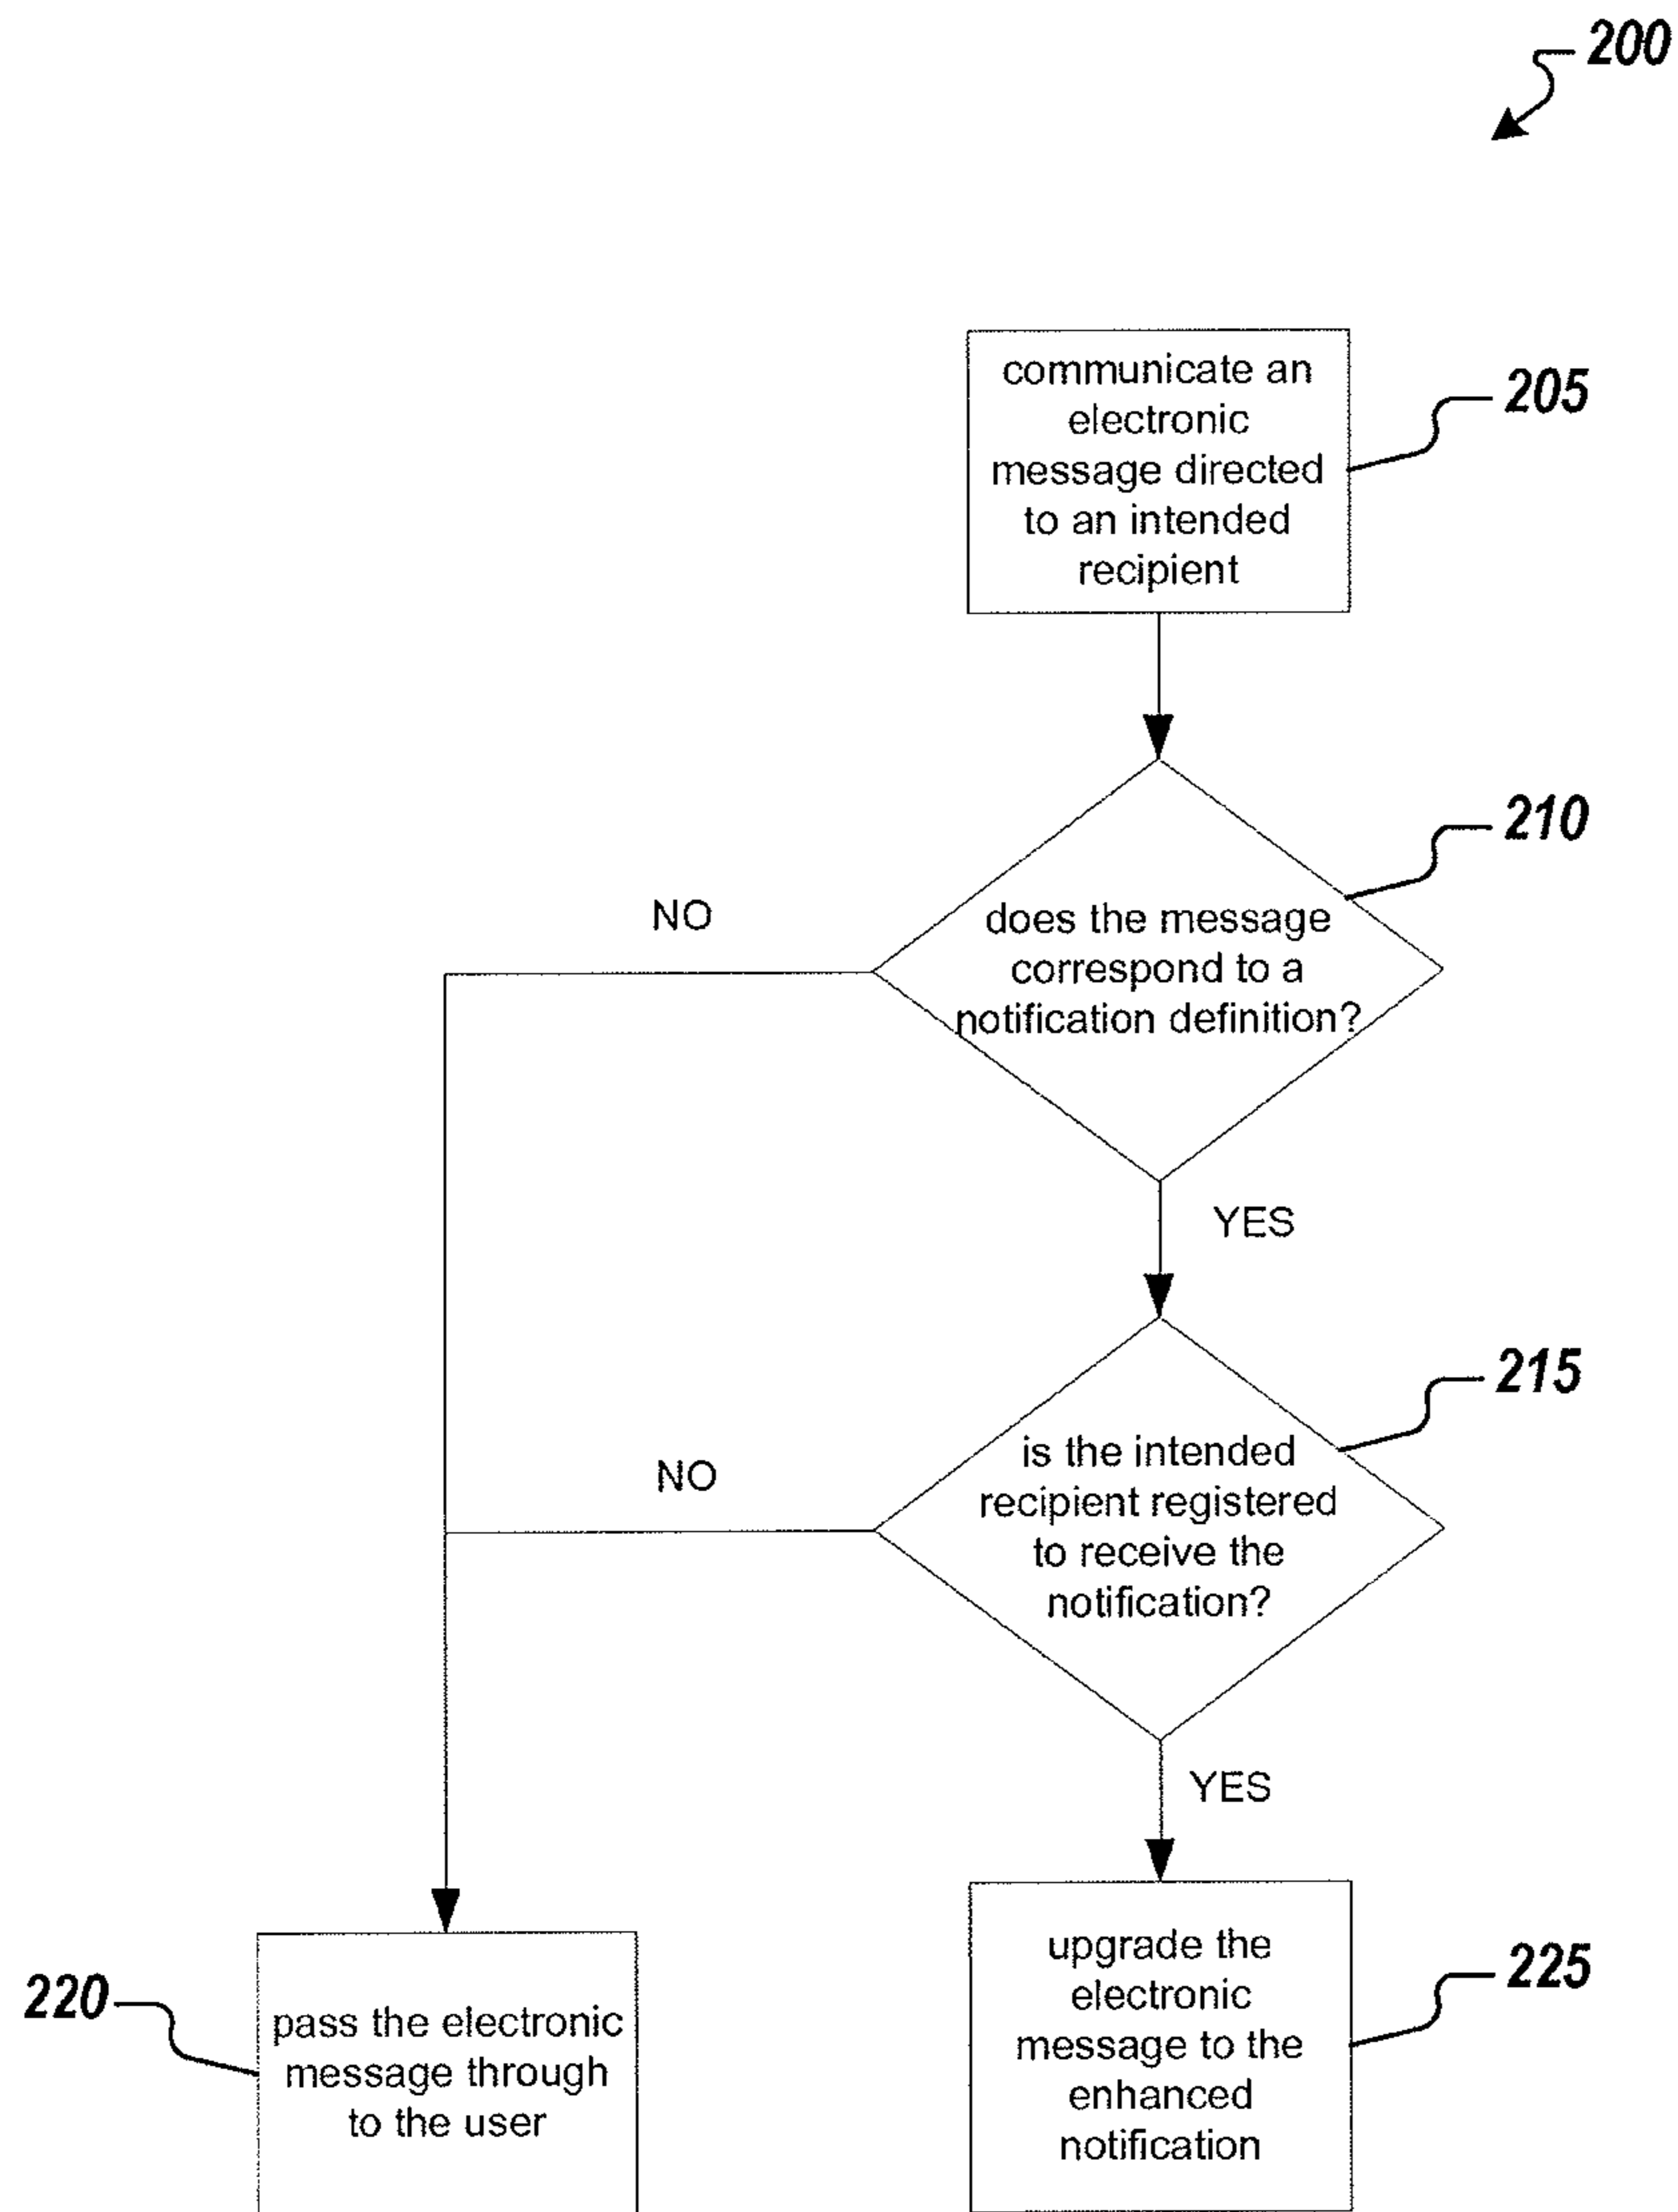 200
communicate an
electronic
message directed
to an intended
recipient
205
210
NO
does the message
correspond to a
notification definition?
YES
215
NO
is the intended
recipient registered
to receive the
notification?
YES
220
pass the electronic
message through
to the user
upgrade the
electronic
message to the
enhanced
notification
225